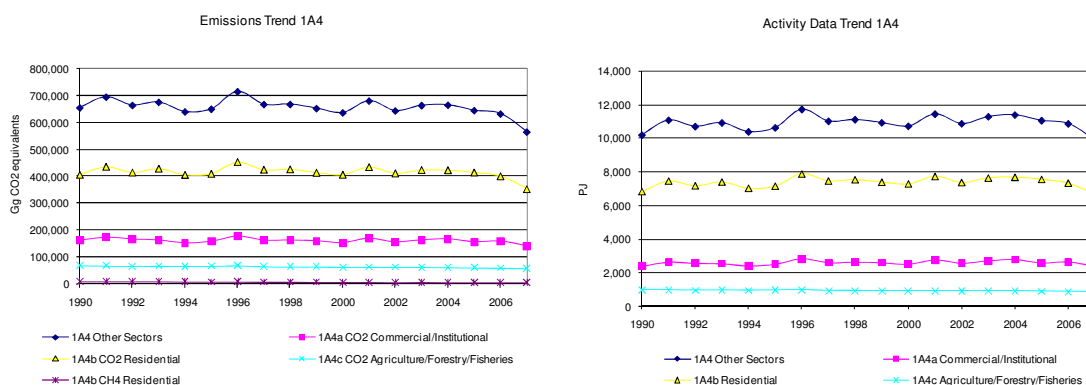 Emissions Trend 1A4
Gg CO2 equivalents
800,000
700,000
600,000
500,000
400,000
300,000
200,000
100,000
0
1990 1992 1994 1996 1998 2000 2002 2004 2006
1A4 Other Sectors
1A4a CO2 Commercial/Institutional
1A4b CO2 Residential
1A4c CO2 Agriculture/Forestry/Fisheries
1A4b CH4 Residential
Activity Data Trend 1A4
PJ
14,000
12,000
10,000
8,000
6,000
4,000
2,000
0
1990 1992 1994 1996 1998 2000 2002 2004 2006
1A4 Other Sectors
1A4a Commercial/Institutional
1A4b Residential
1A4c Agriculture/Forestry/Fisheries